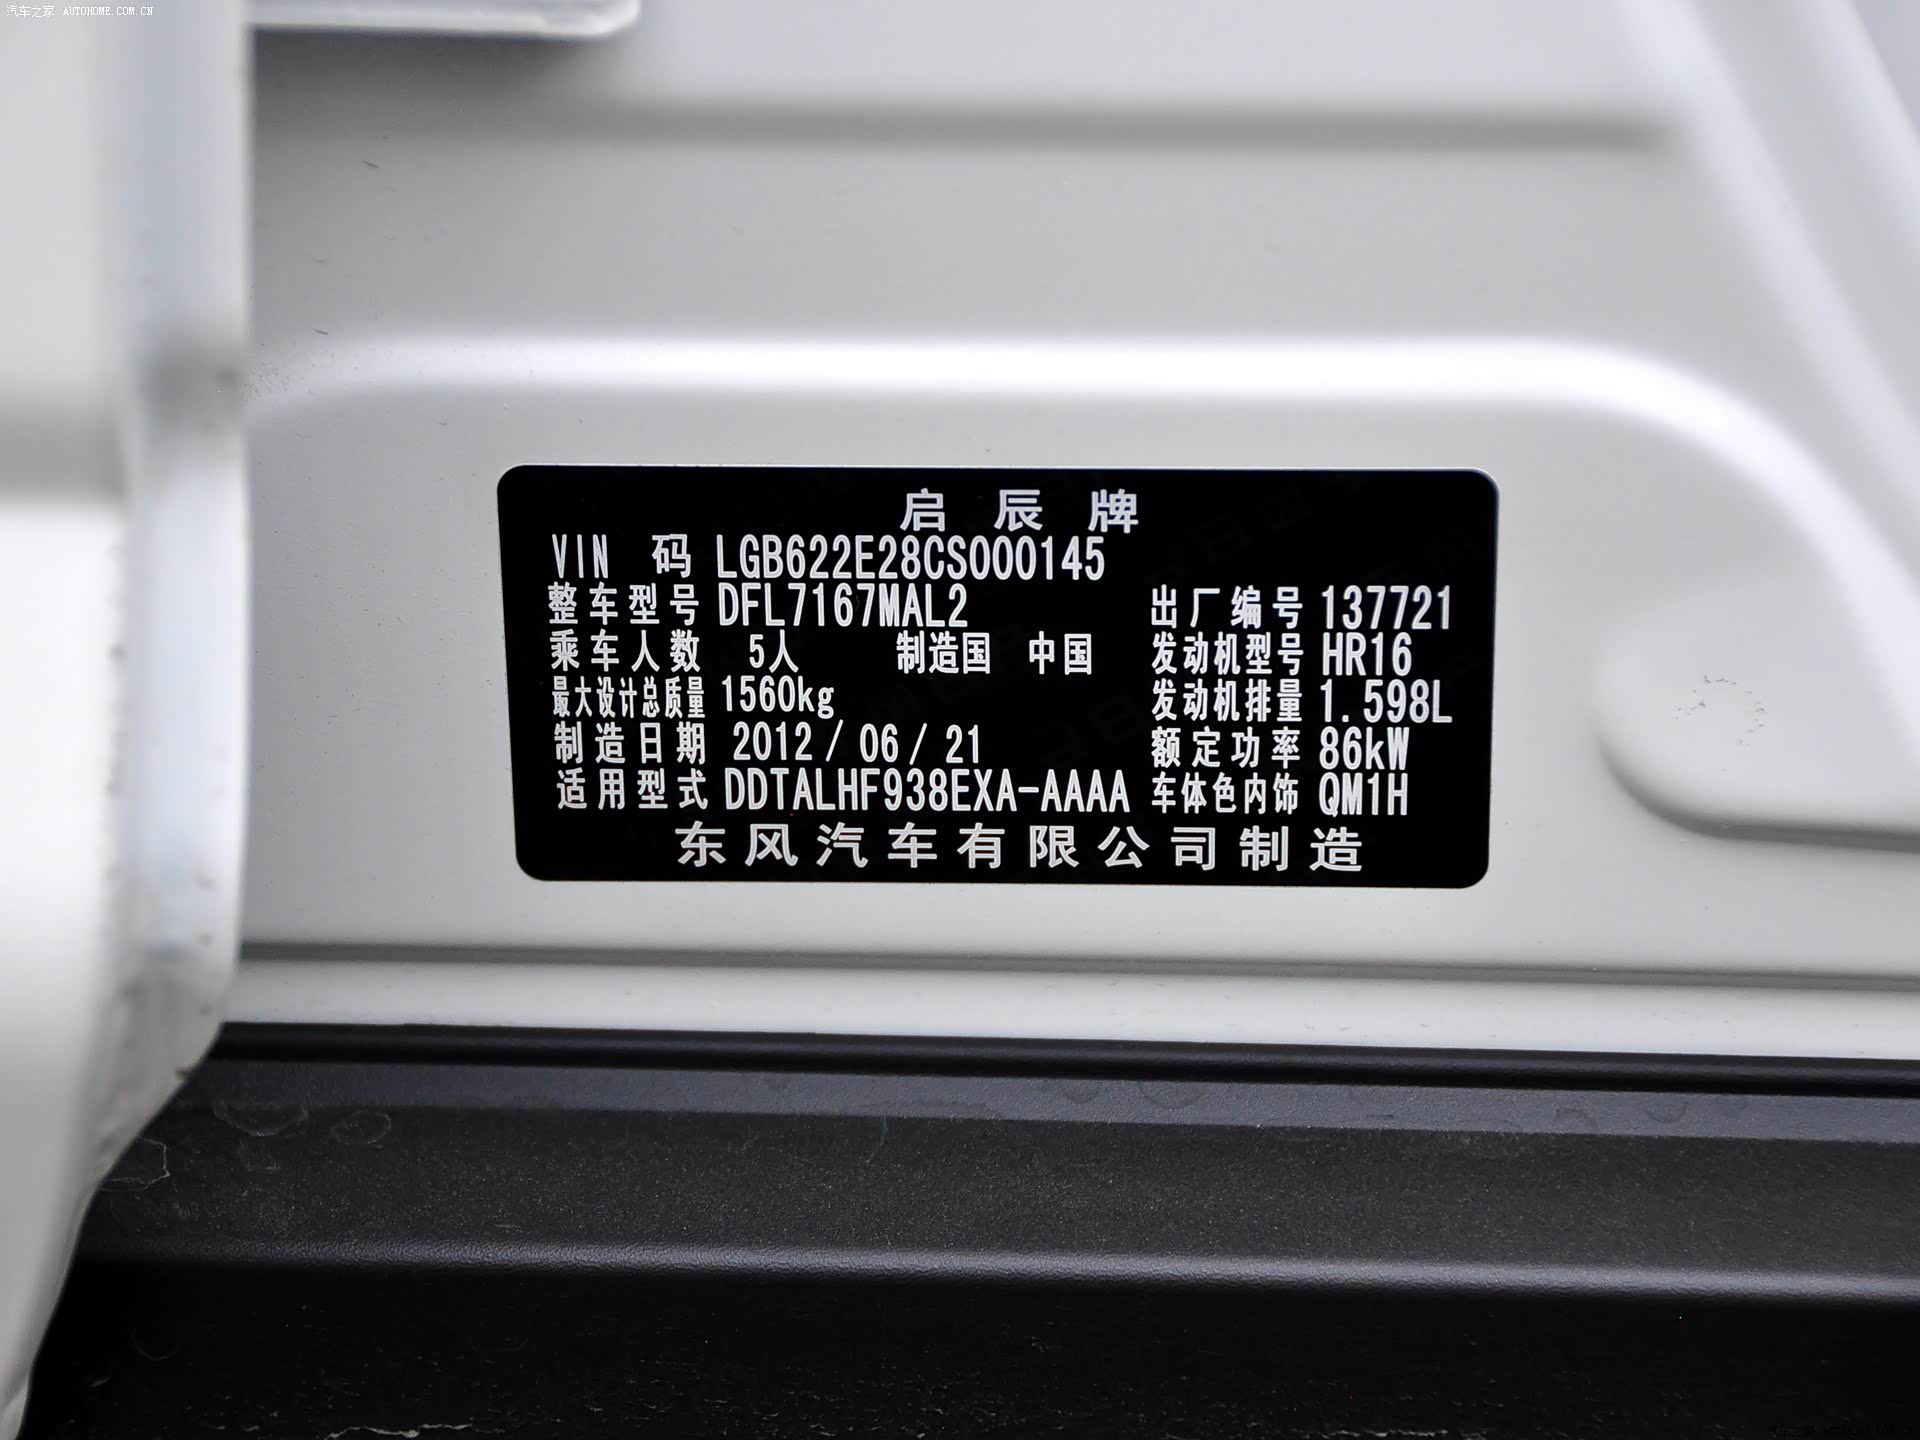 汽车之家 AUTOHOME.COM.CN
启辰牌
VIN 码 LGB622E28CS000145
整车型号 DFL7167MAL2 出厂编号 137721
乘车人数 5人 制造国 中国 发动机型号 HR16
最大设计总质量 1560kg 发动机排量 1.598L
制造日期 2012/06/21 额定功率 86kW
适用型式 DDTALHF938EXA-AAAA 车体色内饰 QM1H
东风汽车有限公司制造